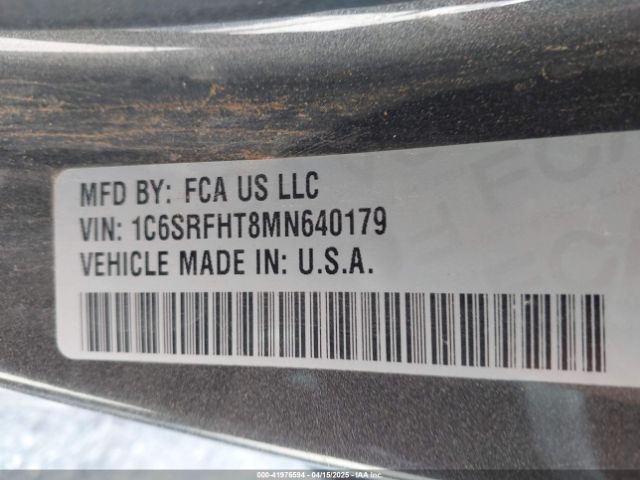 MFD BY: FCA US LLC
VIN: 1C6SRFHT8MN640179
VEHICLE MADE IN: U.S.A.
000-41976594 - 04/15/2025 - IAA Inc.